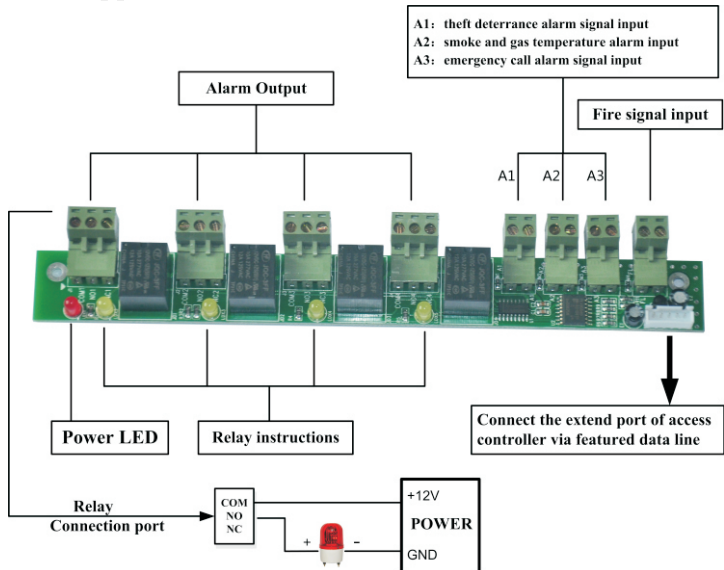 A1: theft deterrance alarm signal input
A2: smoke and gas temperature alarm input
A3: emergency call alarm signal input
Alarm Output
Fire signal input
A1
A2
A3
Power LED
Relay instructions
Connect the extend port of access
controller via featured data line
Relay
Connection port
COM
NO
NC
+12V
POWER
GND
+
-